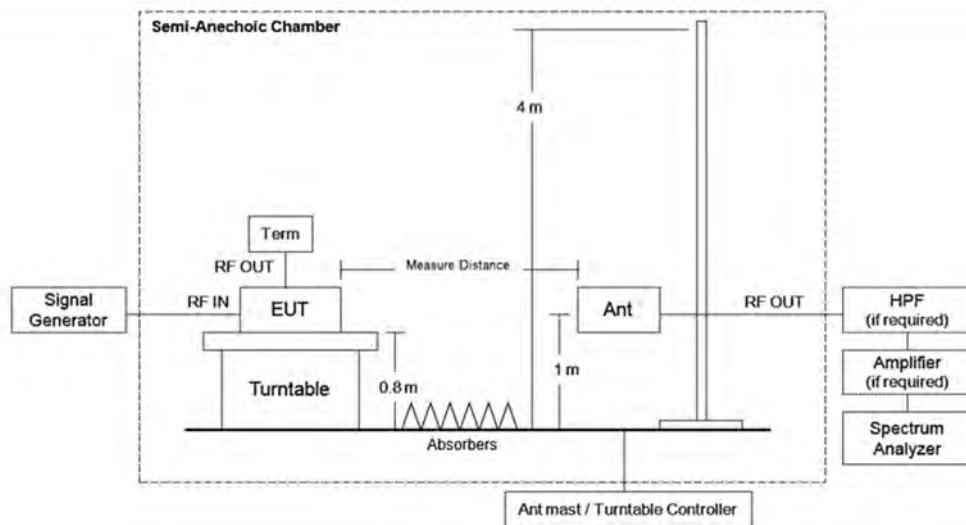 Semi-Anechoic Chamber
4 m
Term
RF OUT
Measure Distance
Signal
Generator
RF IN
EUT
Ant
RF OUT
HPF
(if required)
Turntable
0.8 m
1 m
Amplifier
(if required)
Absorbers
Spectrum
Analyzer
Ant mast / Turntable Controller